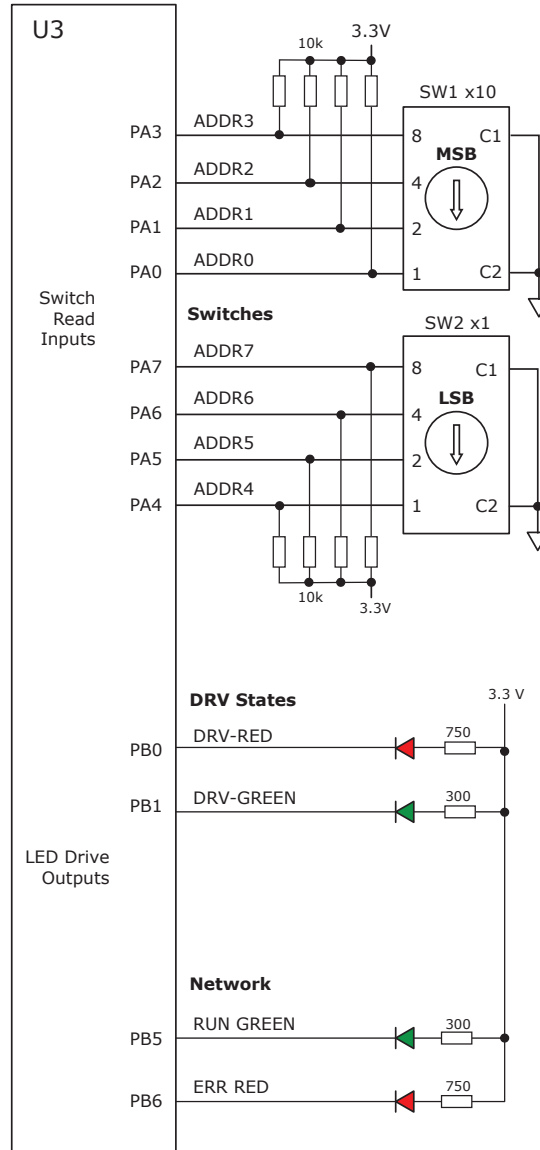 U3
10k
3.3V
SW1 x10
PA3
ADDR3
8
C1
MSB
PA2
ADDR2
4
PA1
ADDR1
2
PA0
ADDR0
1
C2
Switch
Read
Inputs
Switches
SW2 x1
PA7
ADDR7
8
C1
PA6
ADDR6
4
LSB
PA5
ADDR5
2
PA4
ADDR4
1
C2
10k
3.3V
DRV States
3.3 V
PB0
DRV-RED
750
PB1
DRV-GREEN
300
LED Drive
Outputs
Network
PB5
RUN GREEN
300
PB6
ERR RED
750